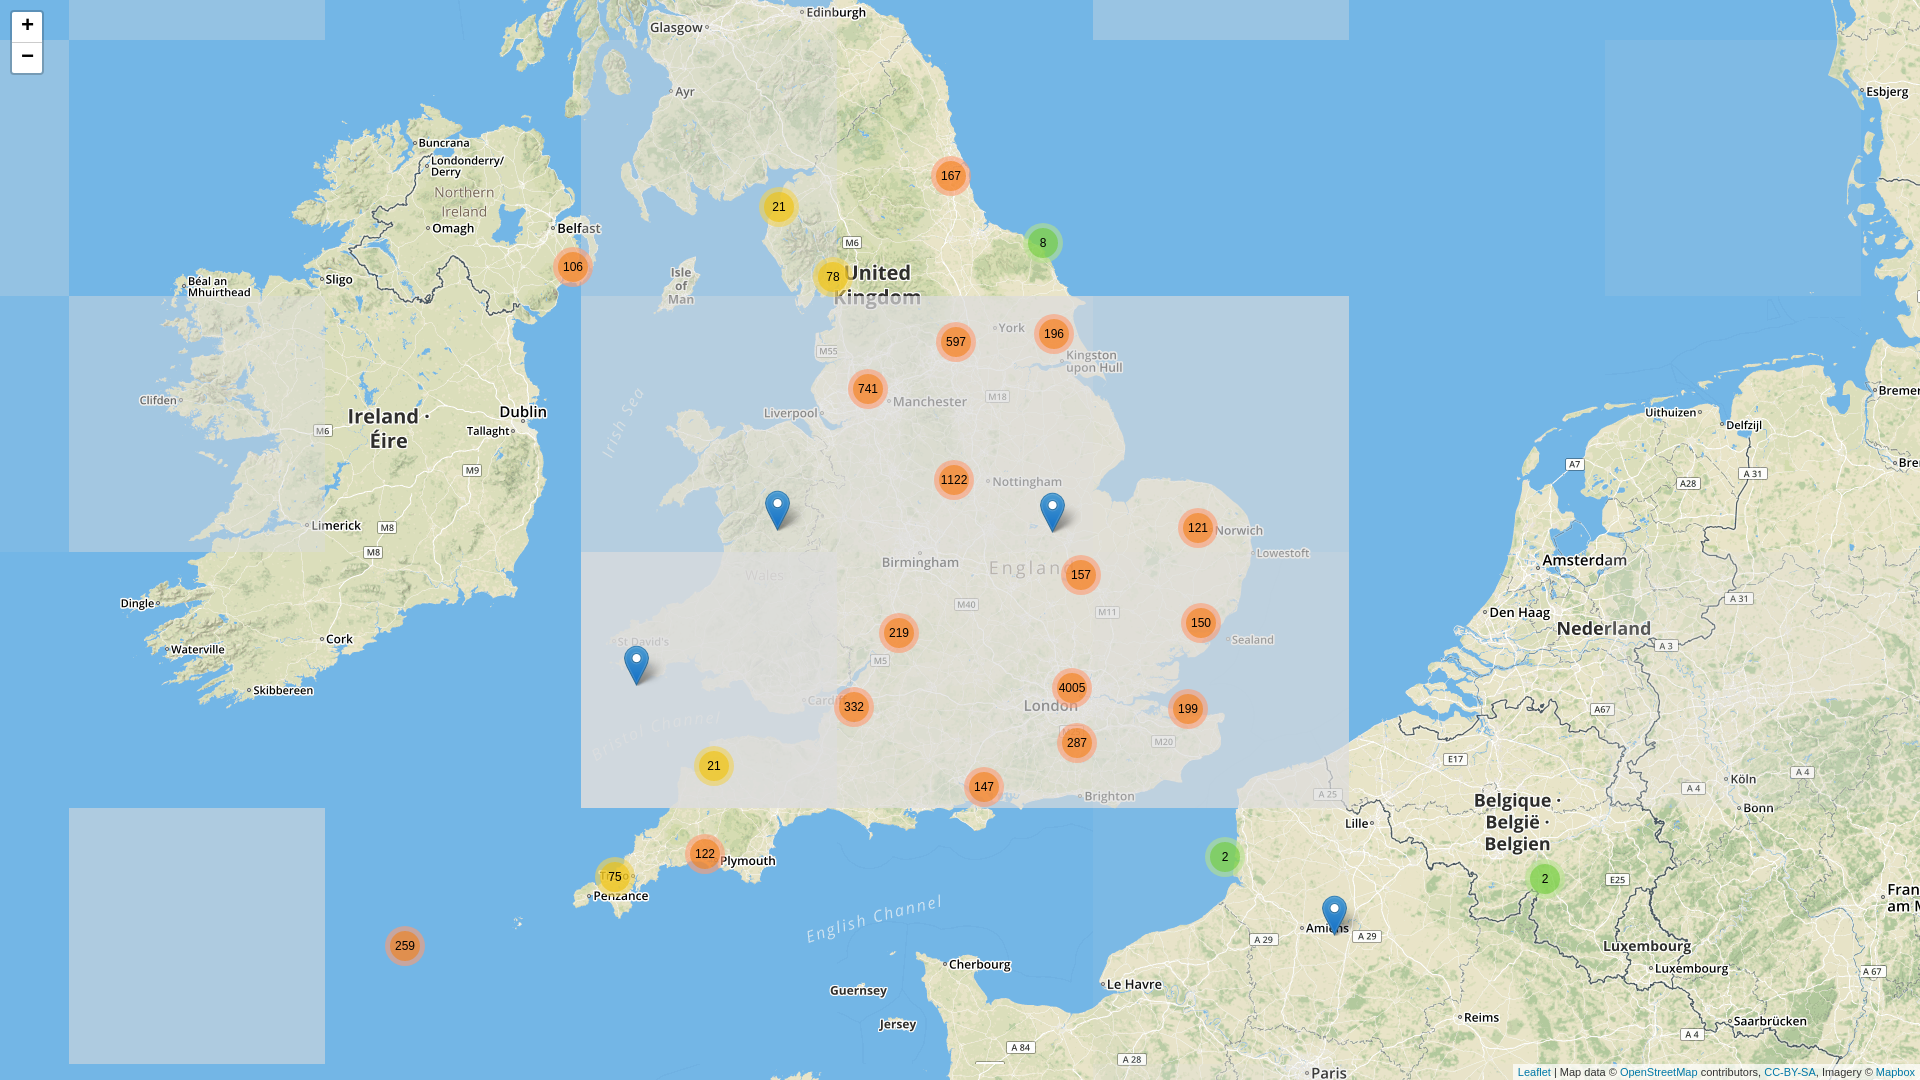 +
−
Glasgow
Edinburgh
Ayr
Esbjerg
Buncrana
Londonderry/
Derry
Northern
Ireland
Omagh
Belfast
167
21
M6
8
106
78
United
Kingdom
Isle
of
Man
Sligo
Béal an
Mhuirthead
York
196
597
M55
Kingston
upon Hull
741
Manchester
M18
Liverpool
Clifden
Irish Sea
Ireland ·
Éire
Dublin
Tallaght
M6
M9
Uithuizen
Delfzijl
Bremer
A7
A 31
A28
Bre
1122
Nottingham
121
Norwich
Lowestoft
Limerick
M8
M8
Birmingham
Englan
157
Wales
Amsterdam
Dingle
M40
M11
Den Haag
A 31
Nederland
Cork
Waterville
219
150
Sealand
St David's
A 3
M5
Skibbereen
4005
London
Cardiff
332
199
A67
Bristol Channel
287
M20
E17
21
147
Brighton
A 25
Köln
A 4
A 4
Bonn
Belgique ·
België ·
Belgien
Lille
122
Plymouth
2
75
Penzance
2
E25
Fran
am M
English Channel
Amiens
A 29
A 29
259
Luxembourg
Luxembourg
A 67
Cherbourg
Le Havre
Guernsey
Jersey
Reims
Saarbrücken
A 4
A 84
A 28
Paris
Leaflet | Map data © OpenStreetMap contributors, CC-BY-SA, Imagery © Mapbox